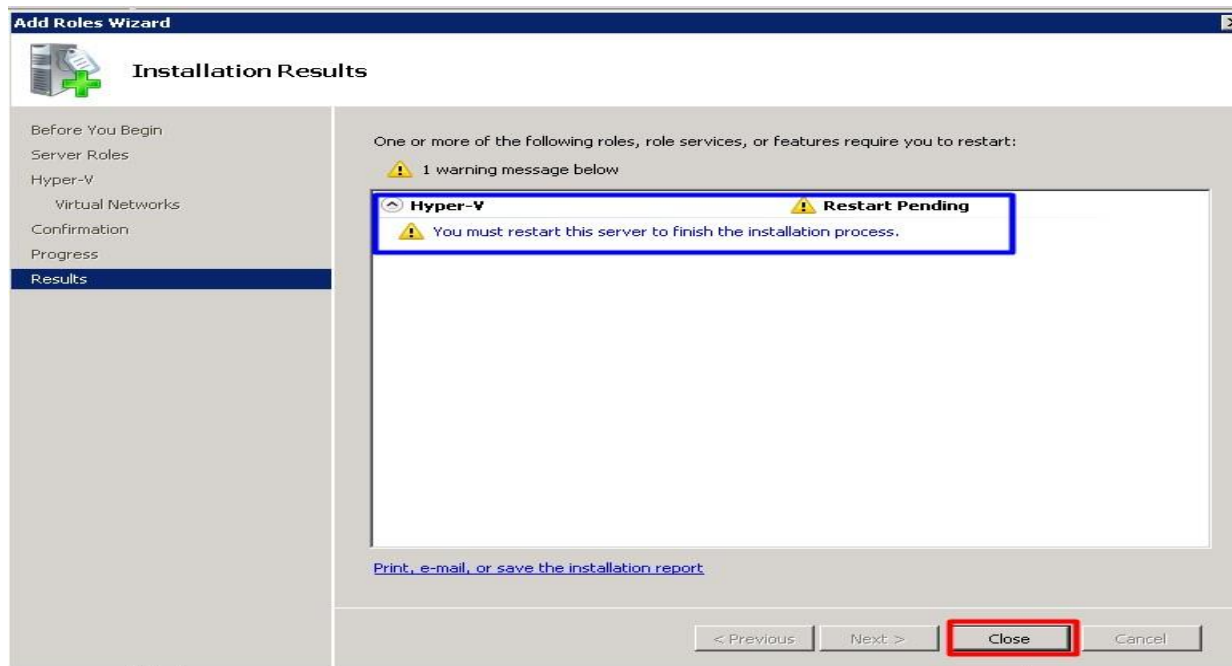 Add Roles Wizard
Installation Results
Before You Begin
Server Roles
Hyper-V
Virtual Networks
Confirmation
Progress
Results
One or more of the following roles, role services, or features require you to restart:
1 warning message below
Hyper-V Restart Pending
You must restart this server to finish the installation process.
Print, e-mail, or save the installation report
< Previous Next > Close Cancel